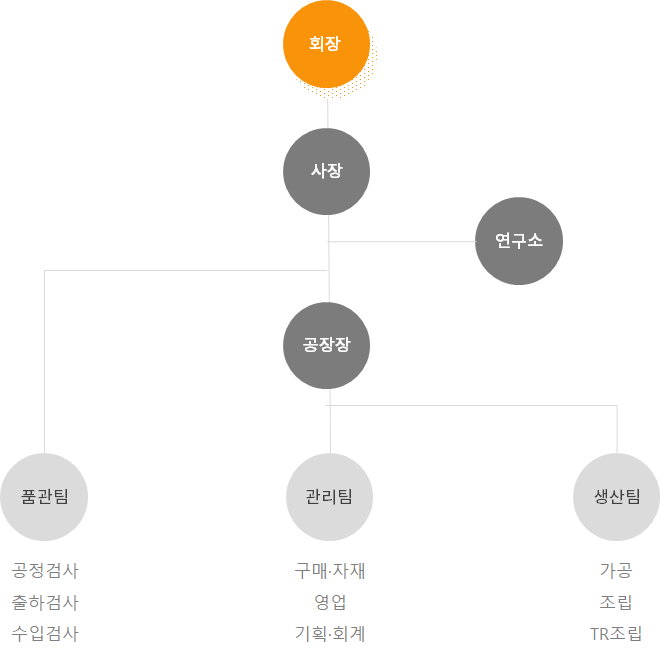 회장
사장
연구소
공장장
품관팀
관리팀
생산팀
공정검사
출하검사
수입검사
구매·자재
영업
기획·회계
가공
조립
TR조립